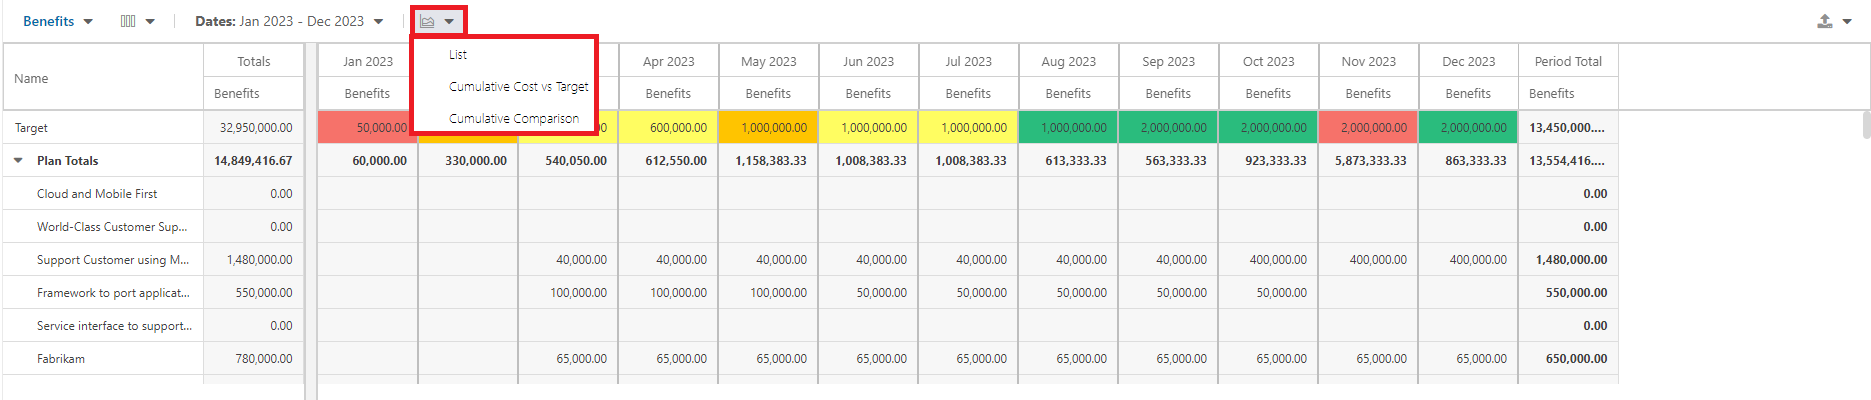 Benefits Dates: Jan 2023 - Dec 2023
List
Cumulative Cost vs Target
Cumulative Comparison
Name Totals Jan 2023 Apr 2023 May 2023 Jun 2023 Jul 2023 Aug 2023 Sep 2023 Oct 2023 Nov 2023 Dec 2023 Period Total
Benefits Benefits Benefits Benefits Benefits Benefits Benefits Benefits Benefits Benefits Benefits Benefits
Target 32,950,000.00 50,000.00 600,000.00 1,000,000.00 1,000,000.00 1,000,000.00 1,000,000.00 2,000,000.00 2,000,000.00 2,000,000.00 2,000,000.00 13,450,000....
Plan Totals 14,849,416.67 60,000.00 330,000.00 540,050.00 612,550.00 1,158,383.33 1,008,383.33 1,008,383.33 613,333.33 563,333.33 923,333.33 5,873,333.33 863,333.33 13,554,416....
Cloud and Mobile First 0.00 0.00
World-Class Customer Sup... 0.00 0.00
Support Customer using M... 1,480,000.00 40,000.00 40,000.00 40,000.00 40,000.00 40,000.00 40,000.00 40,000.00 400,000.00 400,000.00 400,000.00 1,480,000.00
Framework to port applicat... 550,000.00 100,000.00 100,000.00 100,000.00 50,000.00 50,000.00 50,000.00 50,000.00 50,000.00 550,000.00
Service interface to support... 0.00 0.00
Fabrikam 780,000.00 65,000.00 65,000.00 65,000.00 65,000.00 65,000.00 65,000.00 65,000.00 65,000.00 65,000.00 65,000.00 650,000.00